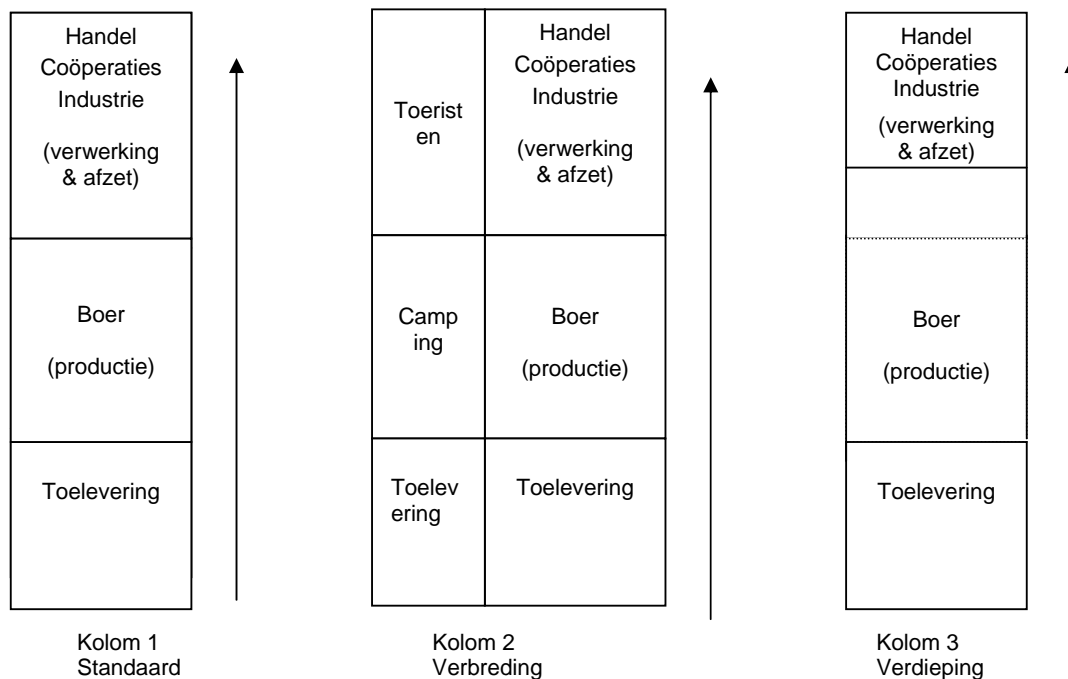 Handel
Coöperaties
Industrie
(verwerking
& afzet)
Boer
(productie)
Toelevering
Kolom 1
Standaard
Toerist
en
Camp
ing
Toelev
ering
Handel
Coöperaties
Industrie
(verwerking
& afzet)
Boer
(productie)
Toelevering
Kolom 2
Verbreding
Handel
Coöperaties
Industrie
(verwerking
& afzet)
Boer
(productie)
Toelevering
Kolom 3
Verdieping